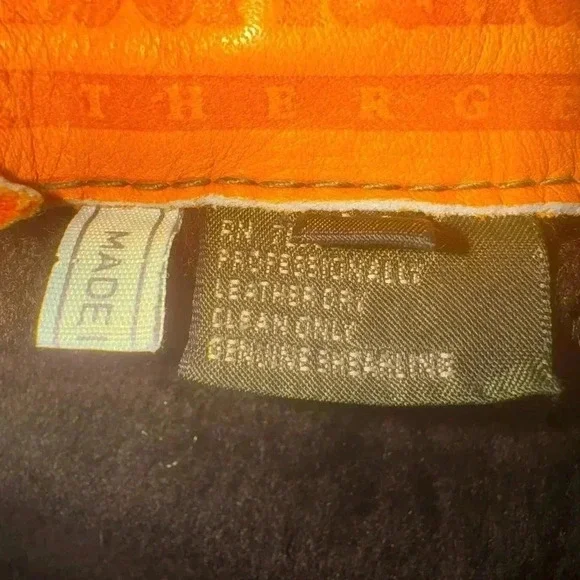 T H E R G
MADE
RN 7
PROFESSIONALLY
LEATHER DRY
CLEAN ONLY
GENUINE SHEARLING